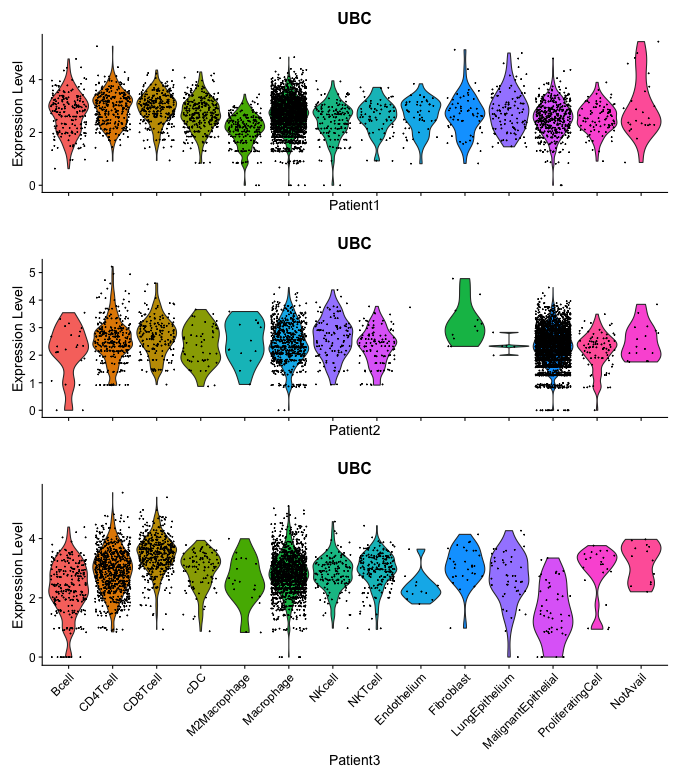 UBC
Expression Level
4
2
0
Patient1
UBC
Expression Level
5
4
3
2
1
0
Patient2
UBC
Expression Level
4
2
0
Bcell
CD4Tcell
CD8Tcell
cDC
M2Macrophage
Macrophage
NKcell
NKTcell
Endothelium
Fibroblast
LungEpithelium
MalignantEpithelial
ProliferatingCell
NotAvail
Patient3